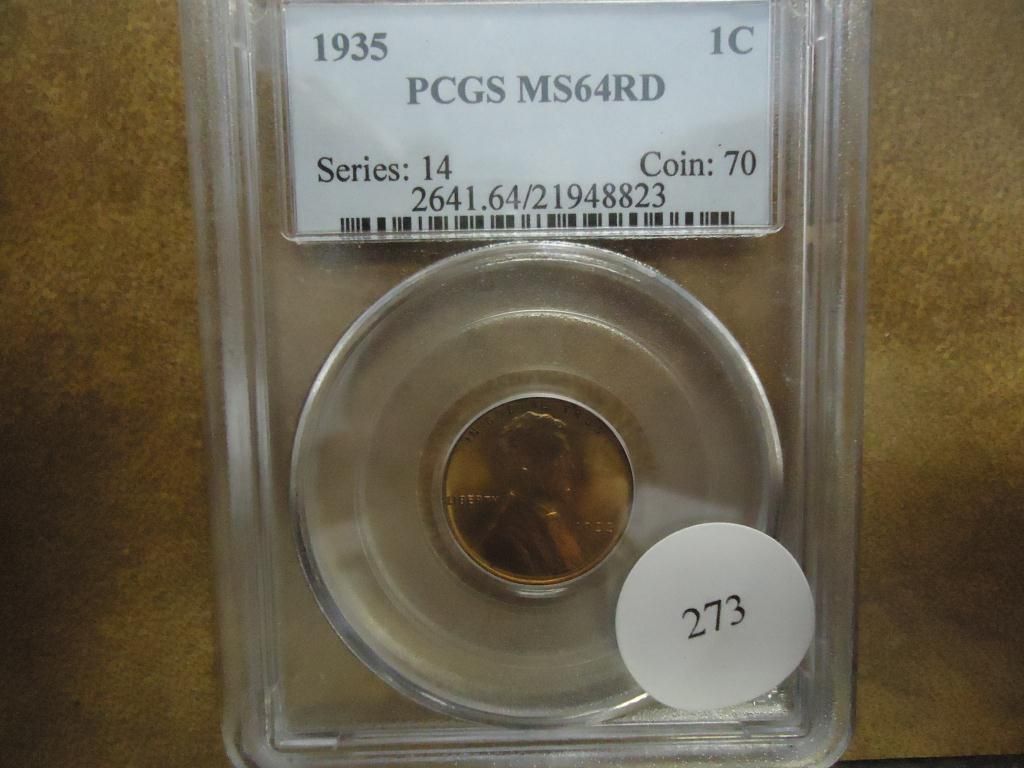 1935 1C
PCGS MS64RD
Series: 14 Coin: 70
2641.64/21948823
LIBERTY
273